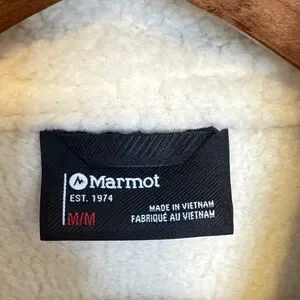 Marmot
EST. 1974
M/M
MADE IN VIETNAM
FABRIQUÉ AU VIETNAM